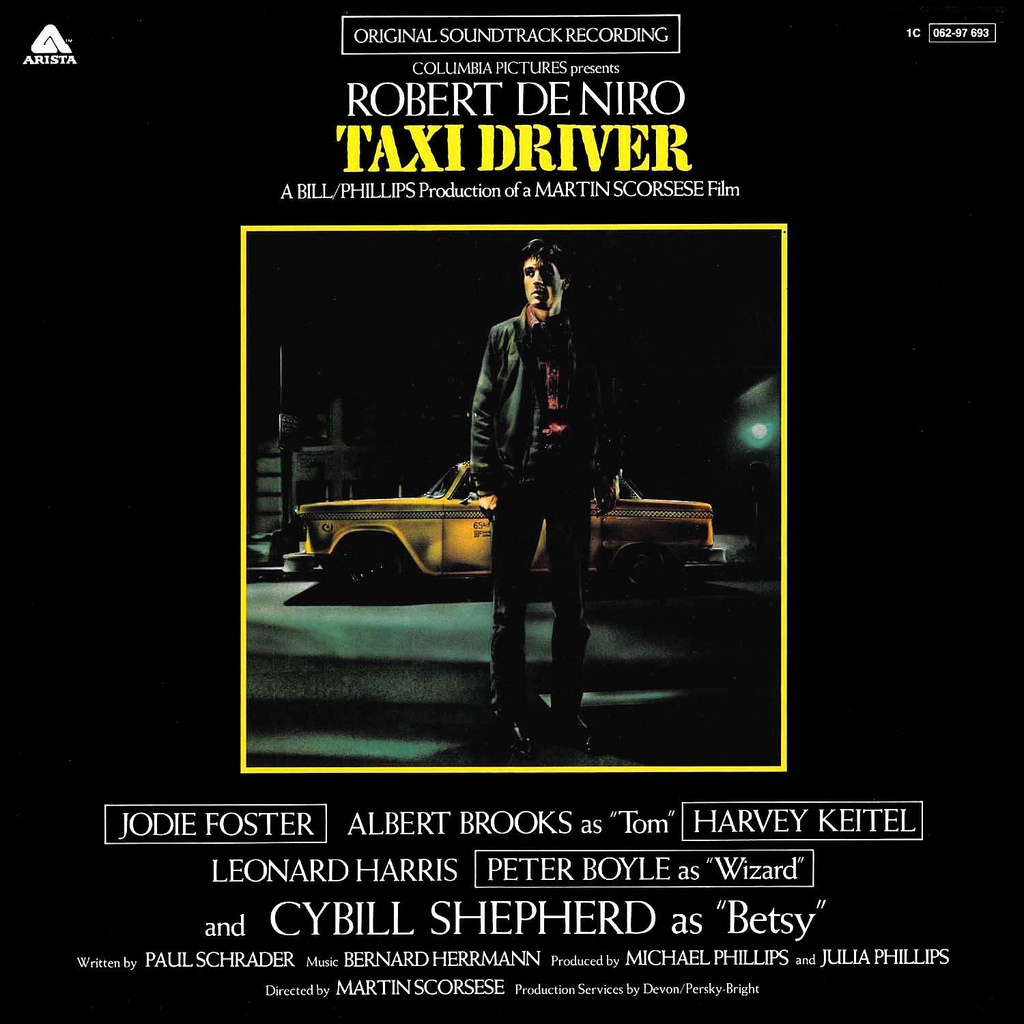 ARISTA
1C 062-97 693
ORIGINAL SOUNDTRACK RECORDING
COLUMBIA PICTURES presents
ROBERT DE NIRO
TAXI DRIVER
A BILL/PHILLIPS Production of a MARTIN SCORSESE Film
JODIE FOSTER ALBERT BROOKS as "Tom" HARVEY KEITEL
LEONARD HARRIS PETER BOYLE as "Wizard"
and CYBILL SHEPHERD as "Betsy"
Written by PAUL SCHRADER Music BERNARD HERRMANN Produced by MICHAEL PHILLIPS and JULIA PHILLIPS
Directed by MARTIN SCORSESE Production Services by Devon/Persky-Bright